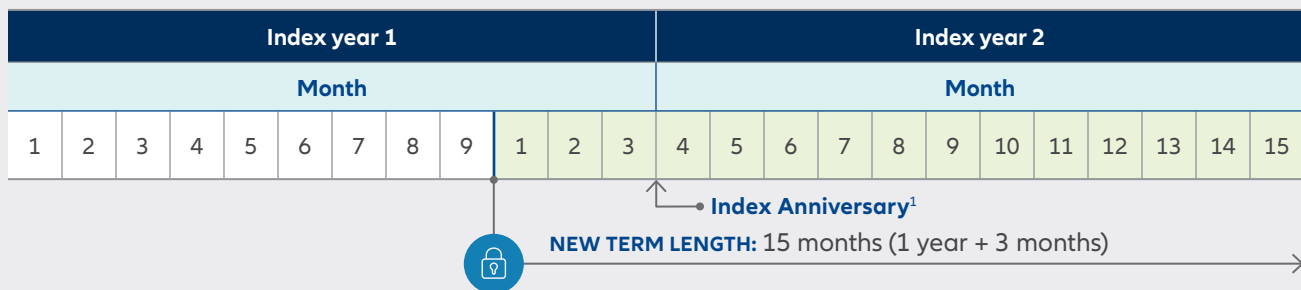 Index year 1 Index year 2
Month Month
1 2 3 4 5 6 7 8 9 1 2 3 4 5 6 7 8 9 10 11 12 13 14 15
Index Anniversary¹
NEW TERM LENGTH: 15 months (1 year + 3 months)